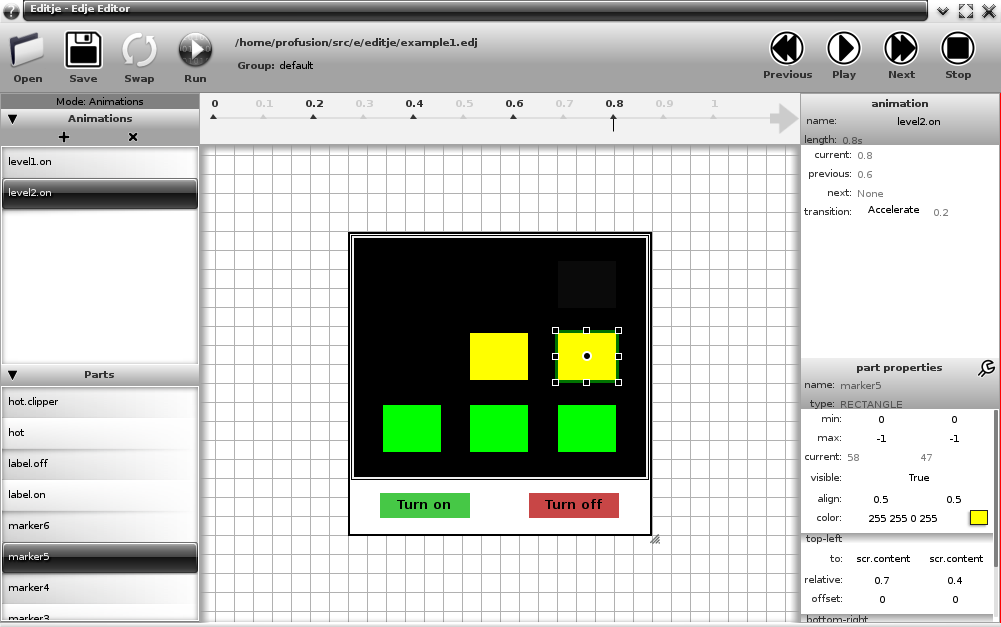 Editje - Edje Editor
Open Save Swap Run
/home/profusion/src/e/editje/example1.edj
Group: default
Previous Play Next Stop
Mode: Animations
Animations
level1.on
level2.on
Parts
hot.clipper
hot
label.off
label.on
marker6
marker5
marker4
marker3
0 0.1 0.2 0.3 0.4 0.5 0.6 0.7 0.8 0.9 1
Turn on Turn off
animation
name: level2.on
length: 0.8s
current: 0.8
previous: 0.6
next: None
transition: Accelerate 0.2
part properties
name: marker5
type: RECTANGLE
min: 0 0
max: -1 -1
current: 58 47
visible: True
align: 0.5 0.5
color: 255 255 0 255
top-left
to: scr.content scr.content
relative: 0.7 0.4
offset: 0 0
bottom-right